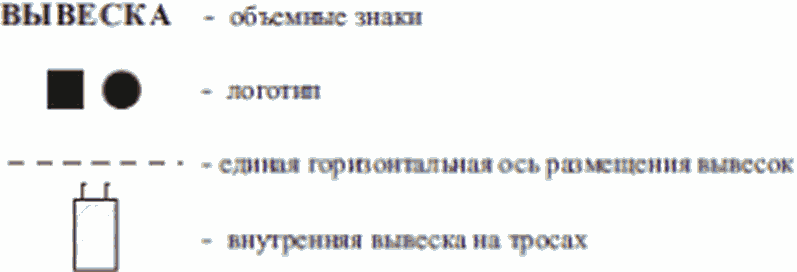 ВЫВЕСКА - объемные знаки
- логотип
- единая горизонтальная ось размещения вывесок
- внутренняя вывеска на тросах